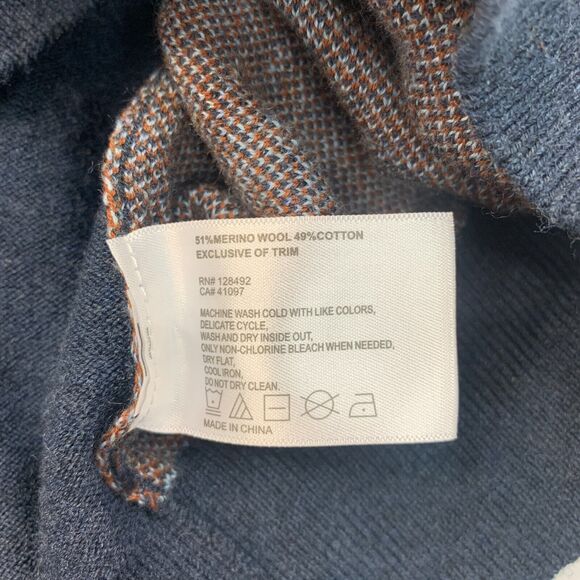 51%MERINO WOOL 49%COTTON
EXCLUSIVE OF TRIM
RN# 128492
CA# 41097
MACHINE WASH COLD WITH LIKE COLORS,
DELICATE CYCLE,
WASH AND DRY INSIDE OUT,
ONLY NON-CHLORINE BLEACH WHEN NEEDED,
DRY FLAT,
COOL IRON,
DO NOT DRY CLEAN.
MADE IN CHINA